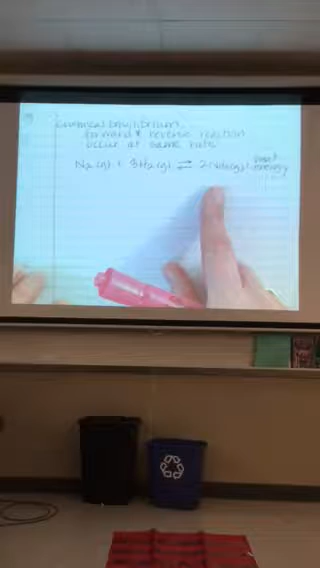 Chemical Equilibrium:
forward & reverse reaction
occur at same rate
N₂(g) + 3H₂(g) ⇌ 2NH₃(g) + heat energy